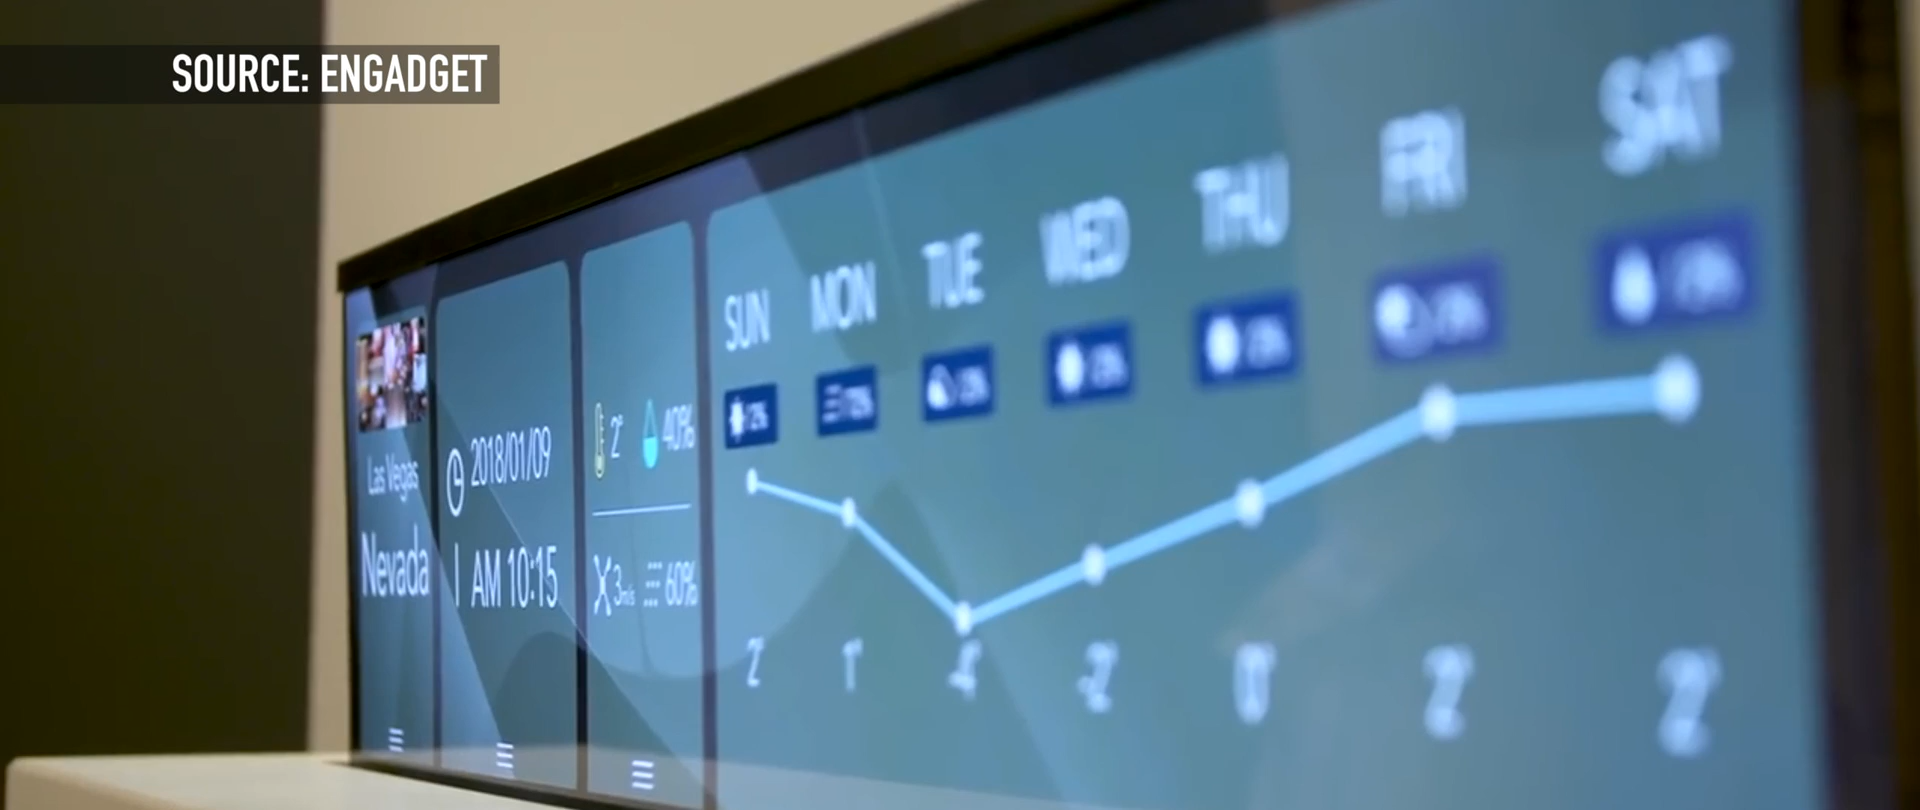 SOURCE: ENGADGET
Las Vegas
Nevada
2018/01/09
AM 10:15
2° 40%
3m/s 60%
SUN MON TUE WED THU FRI SAT
2° 1° -4° -2° 0° 2° 2°